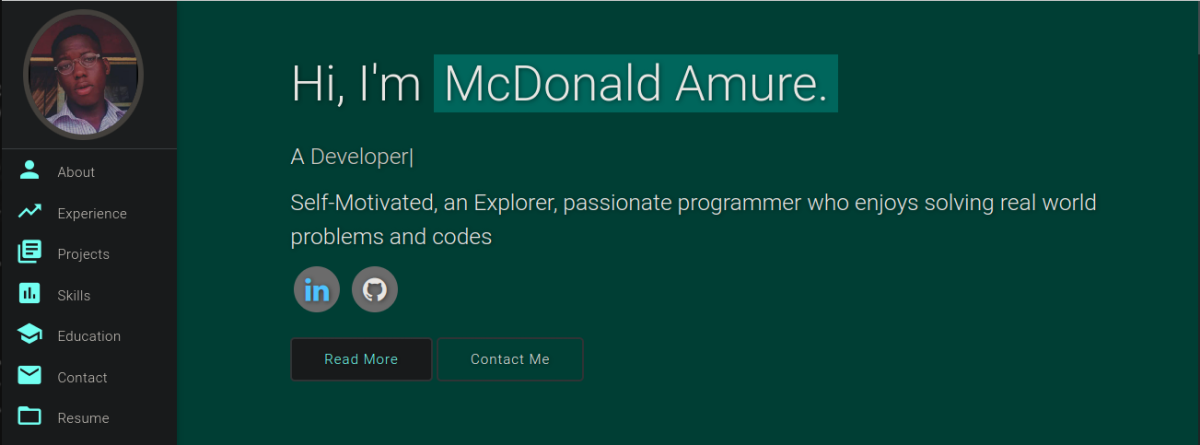 Hi, I'm McDonald Amure.
A Developer|
Self-Motivated, an Explorer, passionate programmer who enjoys solving real world
problems and codes
in
Read More
Contact Me
About
Experience
Projects
Skills
Education
Contact
Resume